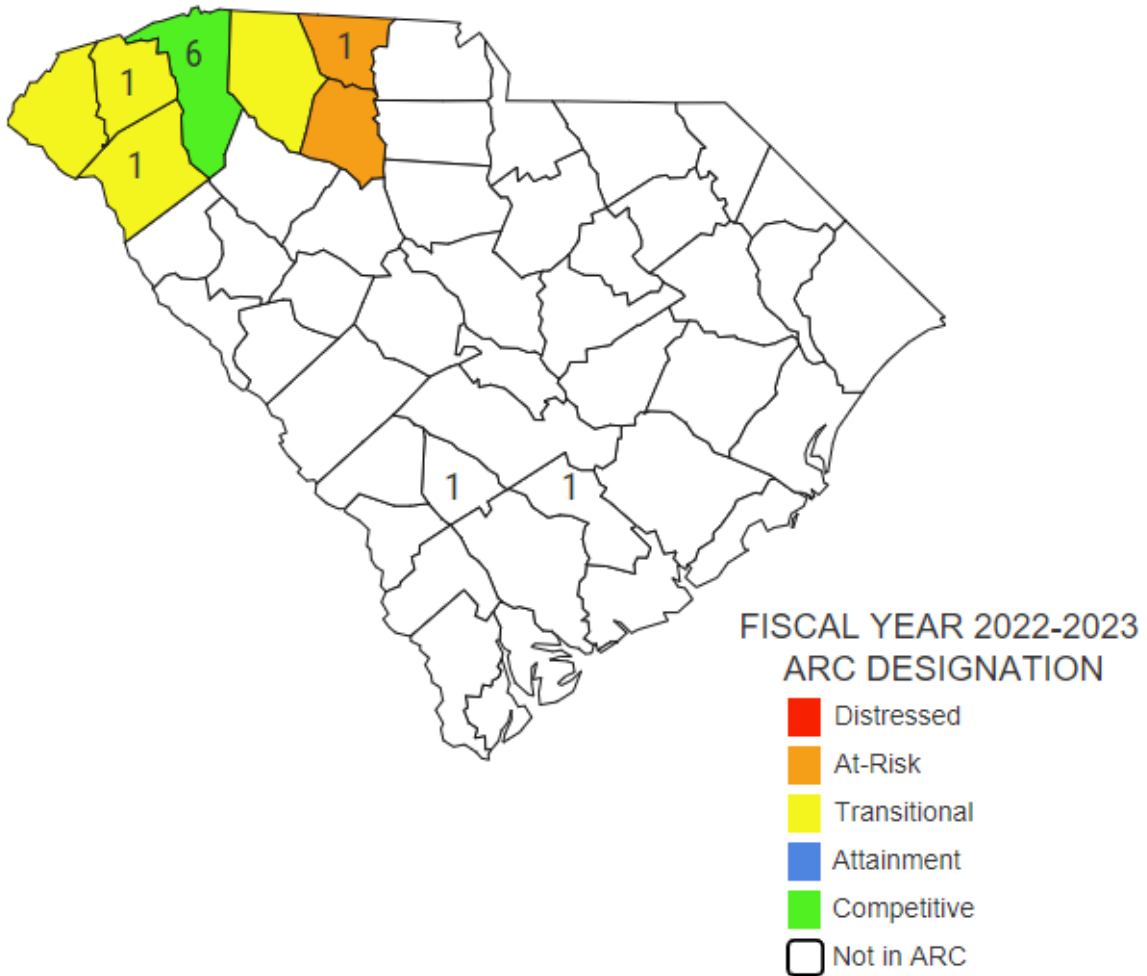 1
6
1
1
1
1
FISCAL YEAR 2022-2023
ARC DESIGNATION
Distressed
At-Risk
Transitional
Attainment
Competitive
Not in ARC